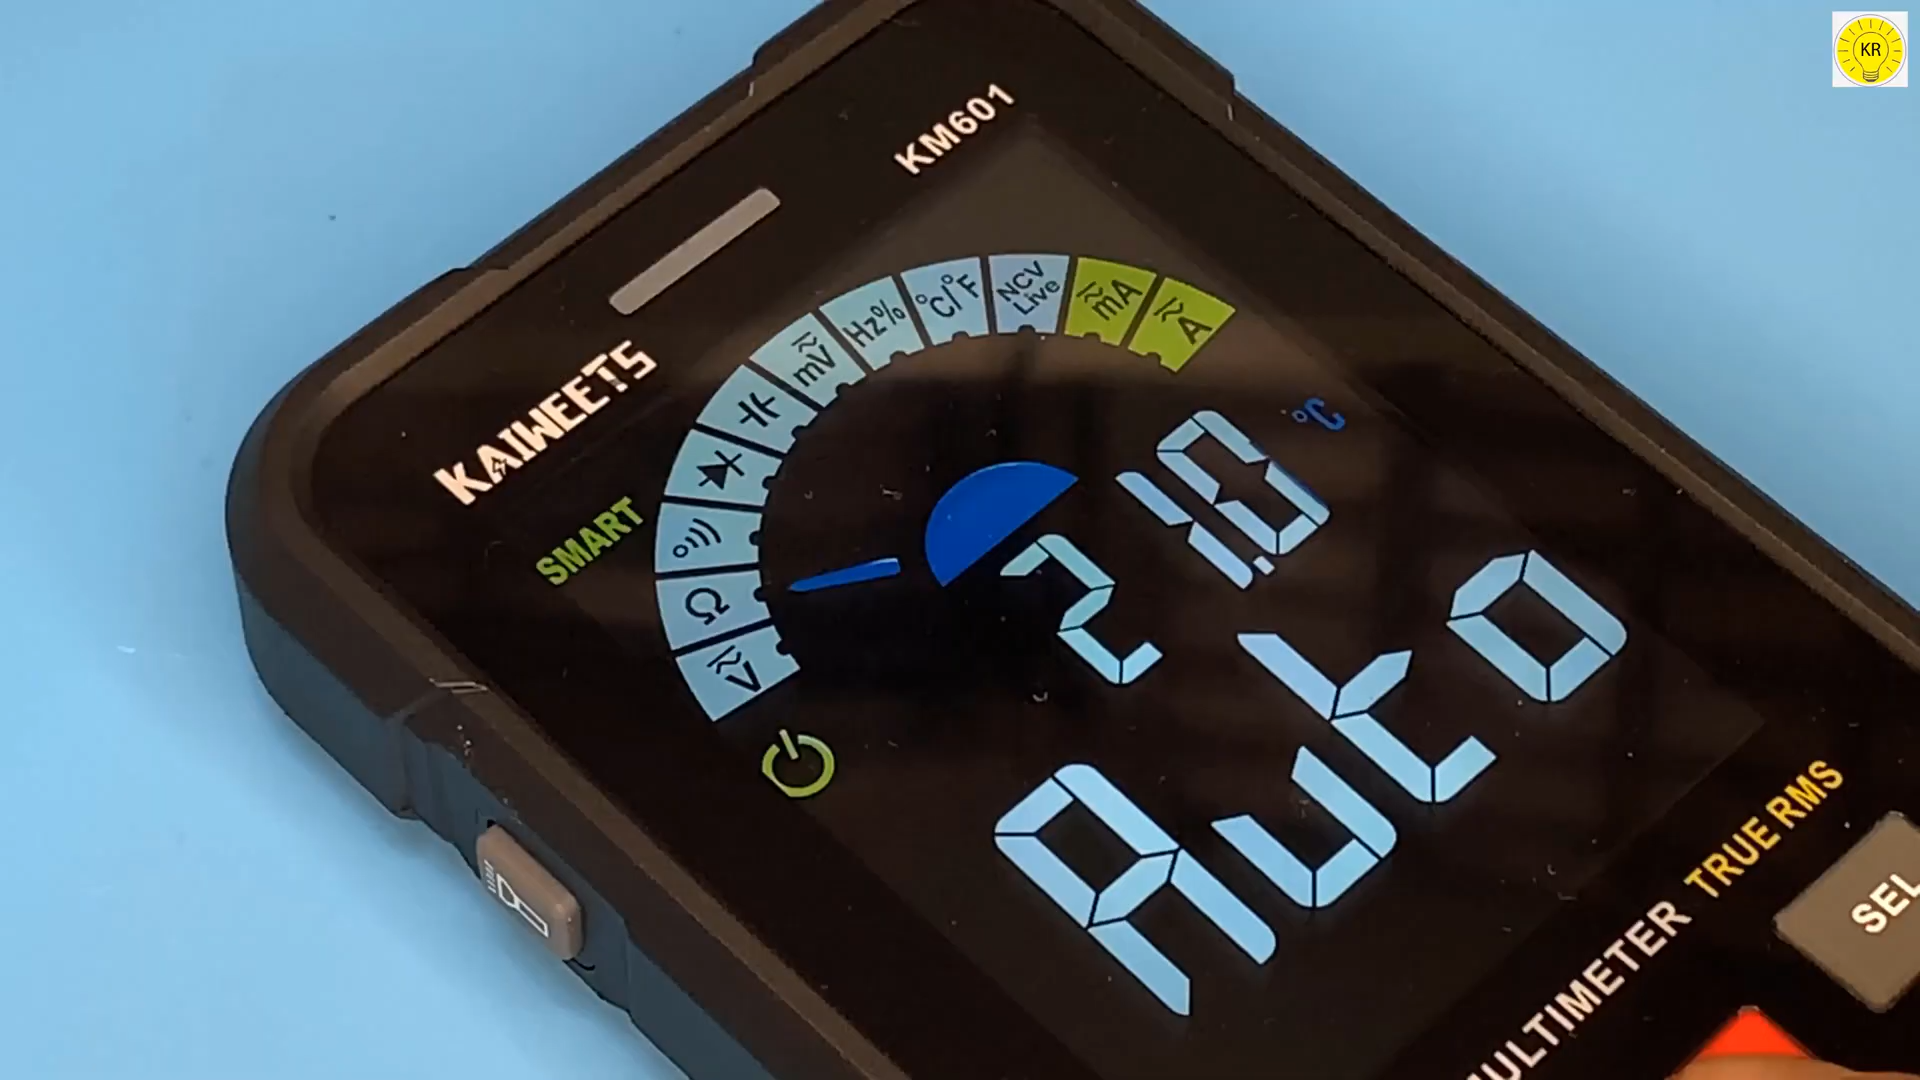 KR
KM601
KAIWEETS
SMART
V
Ω
mV
Hz%
°C/°F
NCV
Live
mA
A
21.0 °C
Auto
MULTIMETER TRUE RMS
SEL